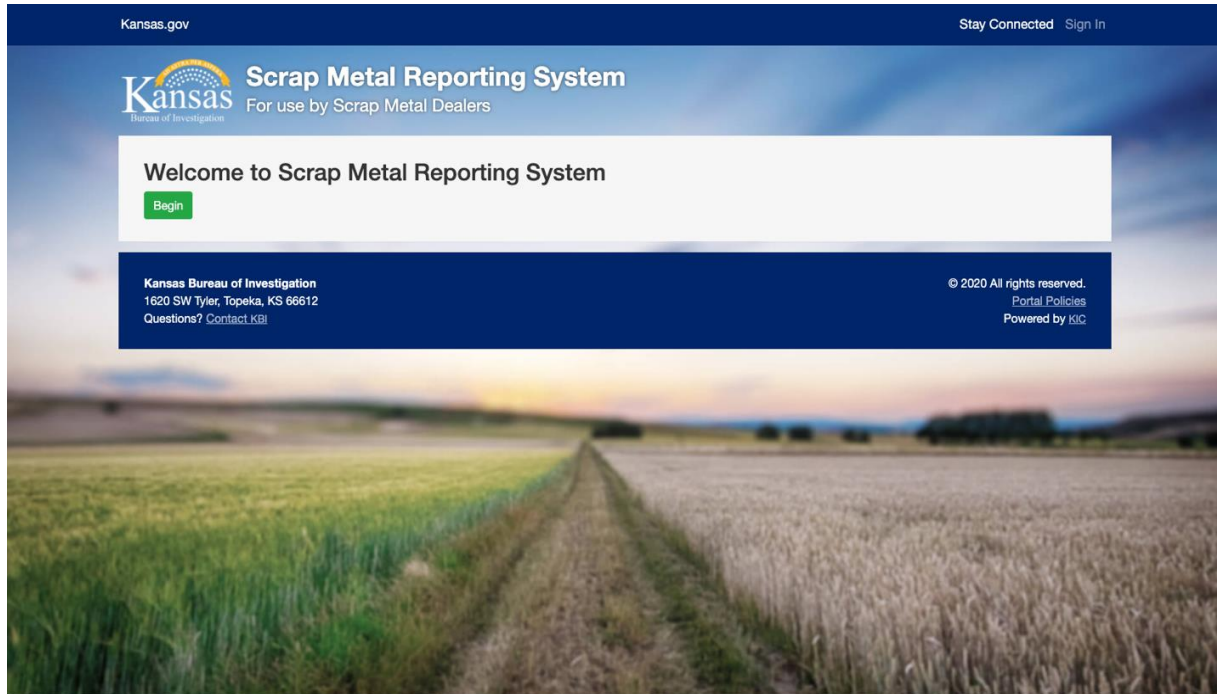 Kansas.gov
Stay Connected Sign In
Kansas
Bureau of Investigation
Scrap Metal Reporting System
For use by Scrap Metal Dealers
Welcome to Scrap Metal Reporting System
Begin
Kansas Bureau of Investigation
1620 SW Tyler, Topeka, KS 66612
Questions? Contact KBI
© 2020 All rights reserved.
Portal Policies
Powered by KIC